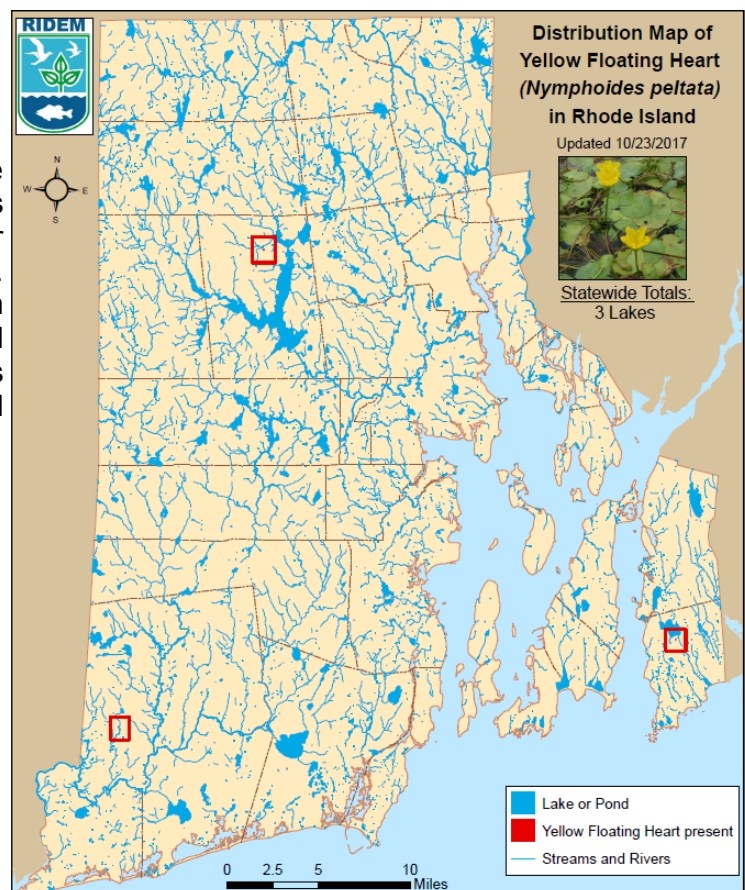 RIDEM
Distribution Map of
Yellow Floating Heart
(Nymphoides peltata)
in Rhode Island
Updated 10/23/2017
Statewide Totals:
3 Lakes
N
W
E
S
e
s
r
.
n
d
s
d
Lake or Pond
Yellow Floating Heart present
Streams and Rivers
0 2.5 5 10
Miles